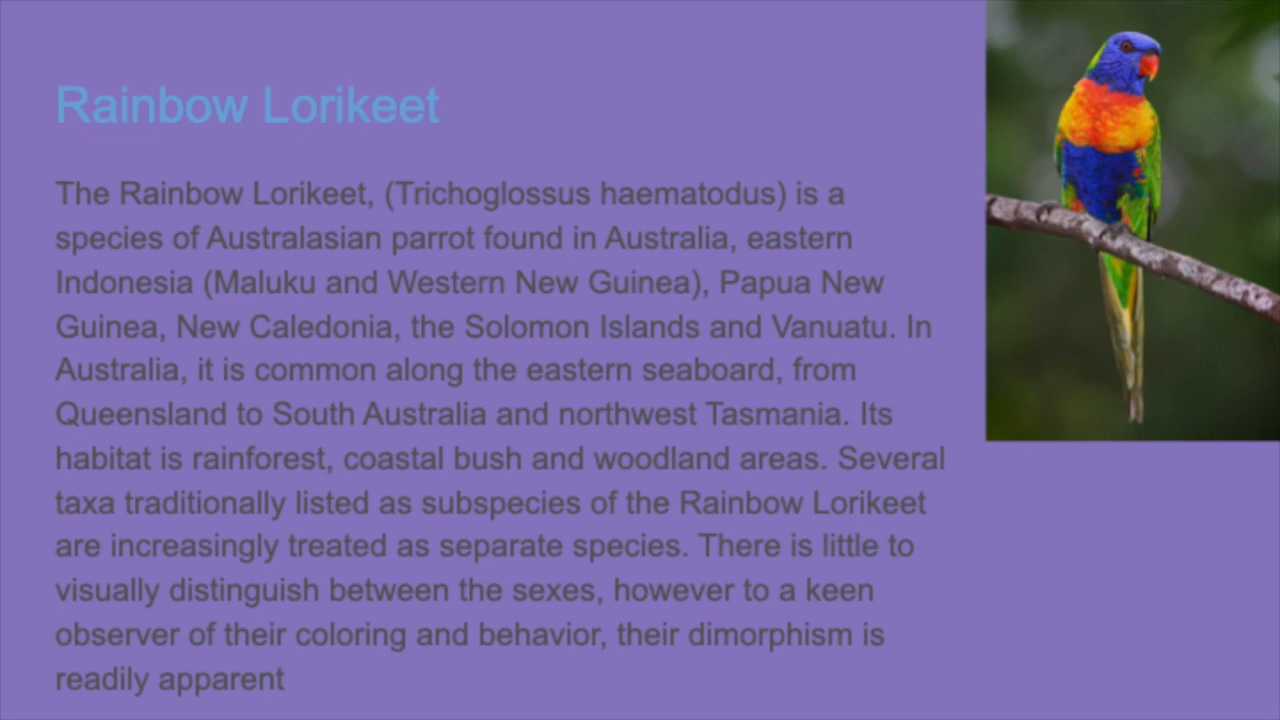 Rainbow Lorikeet
The Rainbow Lorikeet, (Trichoglossus haematodus) is a
species of Australasian parrot found in Australia, eastern
Indonesia (Maluku and Western New Guinea), Papua New
Guinea, New Caledonia, the Solomon Islands and Vanuatu. In
Australia, it is common along the eastern seaboard, from
Queensland to South Australia and northwest Tasmania. Its
habitat is rainforest, coastal bush and woodland areas. Several
taxa traditionally listed as subspecies of the Rainbow Lorikeet
are increasingly treated as separate species. There is little to
visually distinguish between the sexes, however to a keen
observer of their coloring and behavior, their dimorphism is
readily apparent